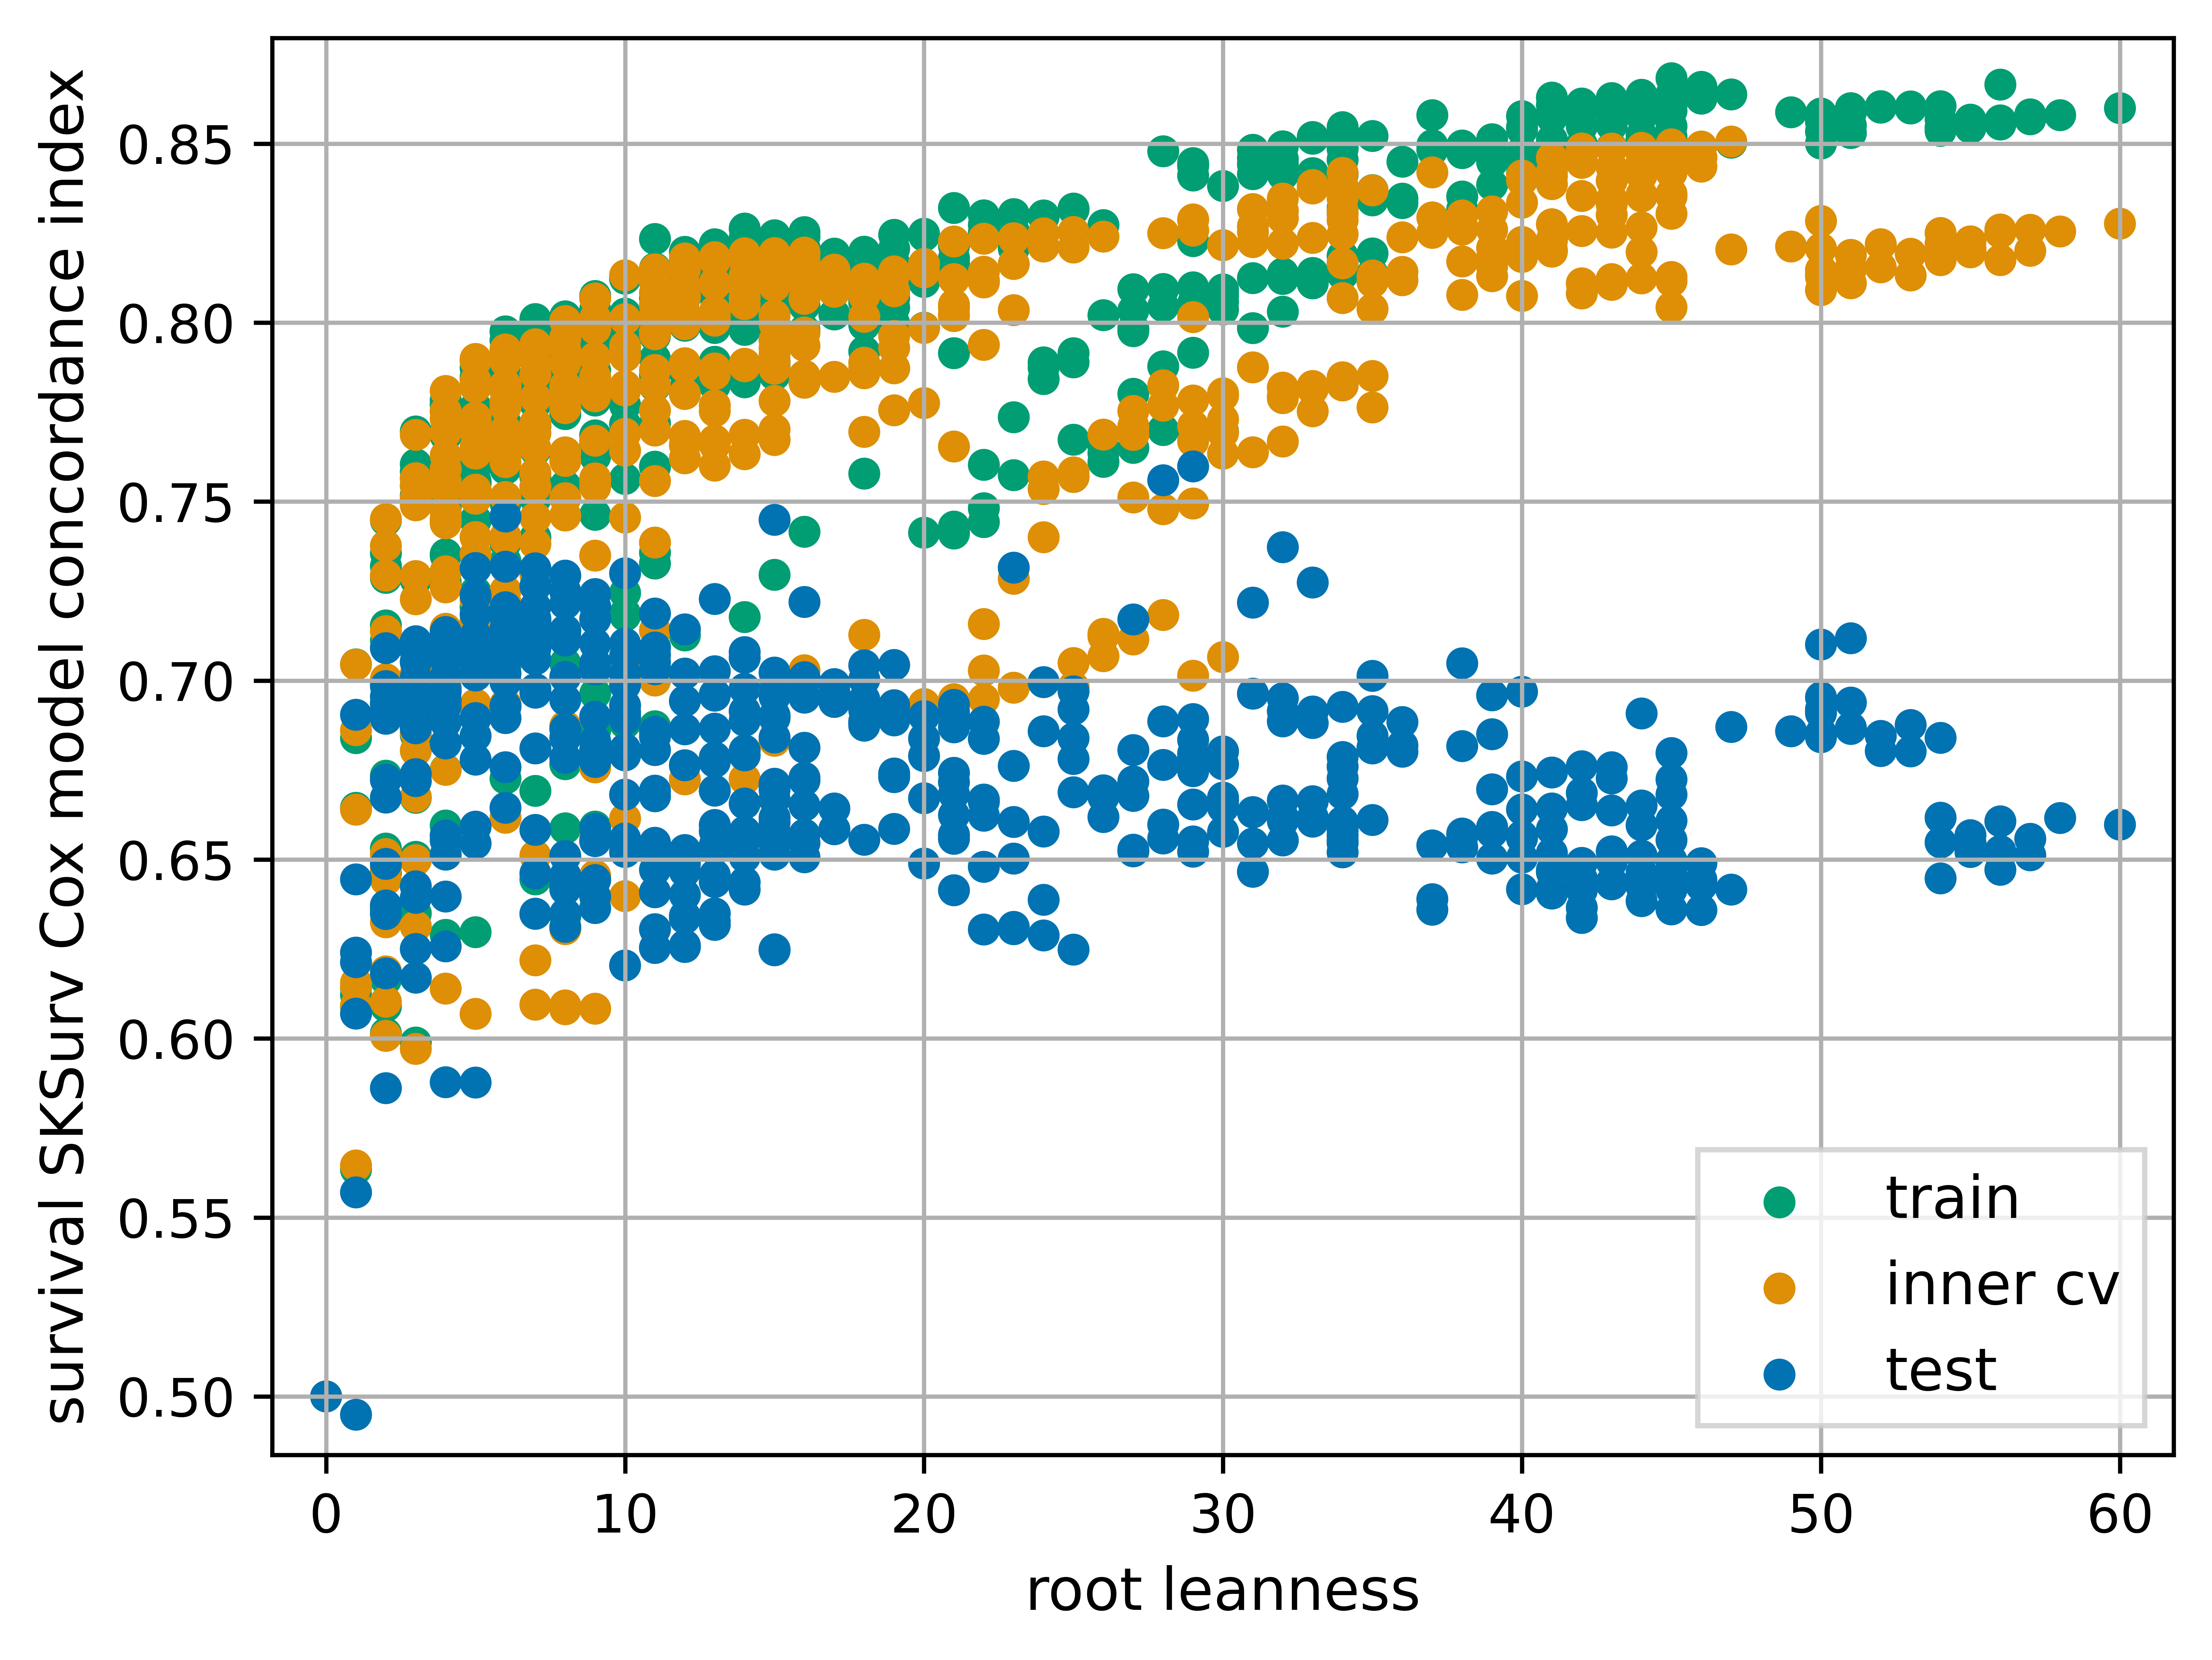 survival SKSurv Cox model concordance index
0.85
0.80
0.75
0.70
0.65
0.60
0.55
0.50
train
inner cv
test
0 10 20 30 40 50 60
root leanness